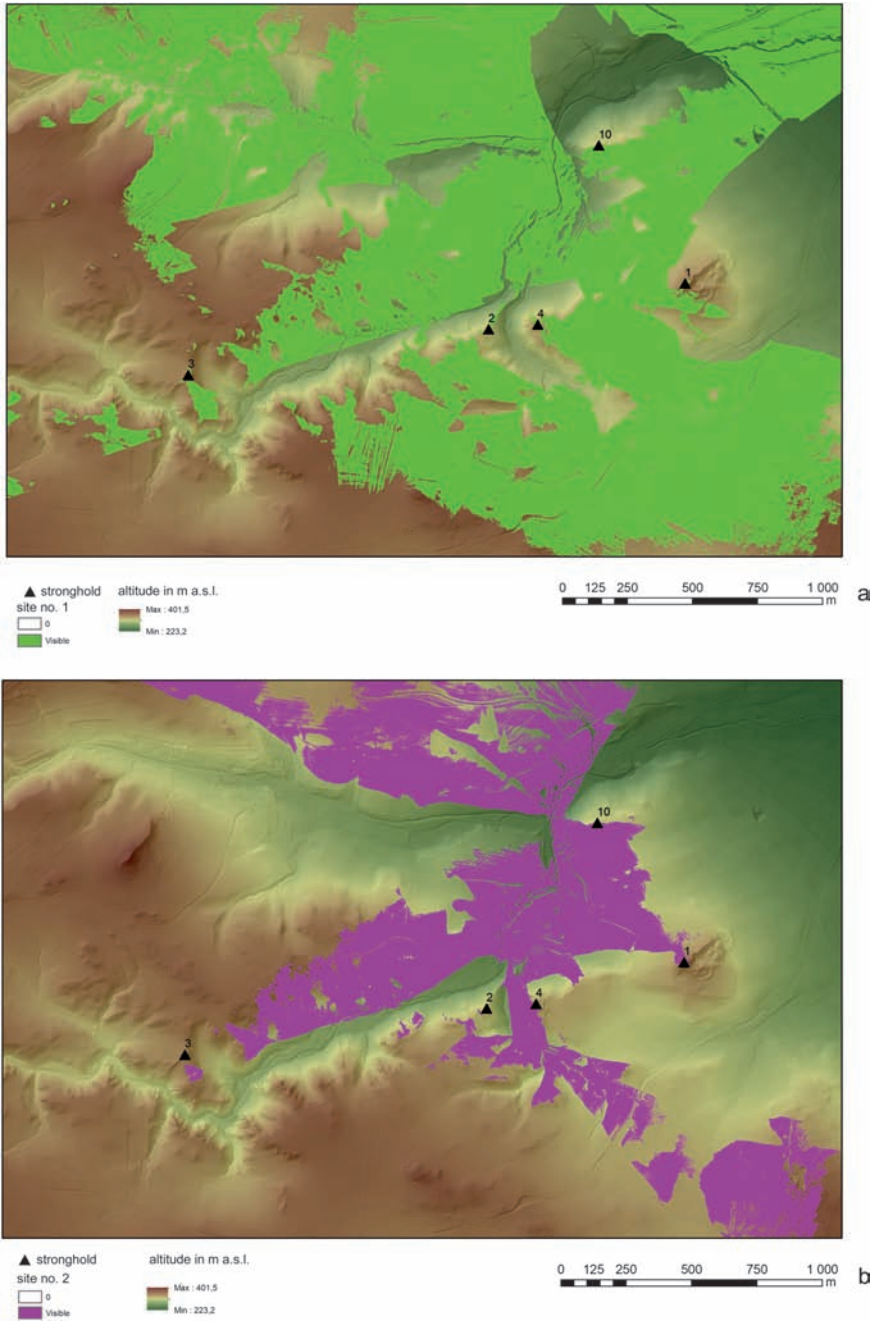 10
1
2
4
3
▲ stronghold altitude in m a.s.l.
site no. 1
0
Visible
Max : 401,5
Min : 223,2
0 125 250 500 750 1 000
m
a
10
1
2
4
3
▲ stronghold altitude in m a.s.l.
site no. 2
0
Visible
Max : 401,5
Min : 223,2
0 125 250 500 750 1 000
m
b